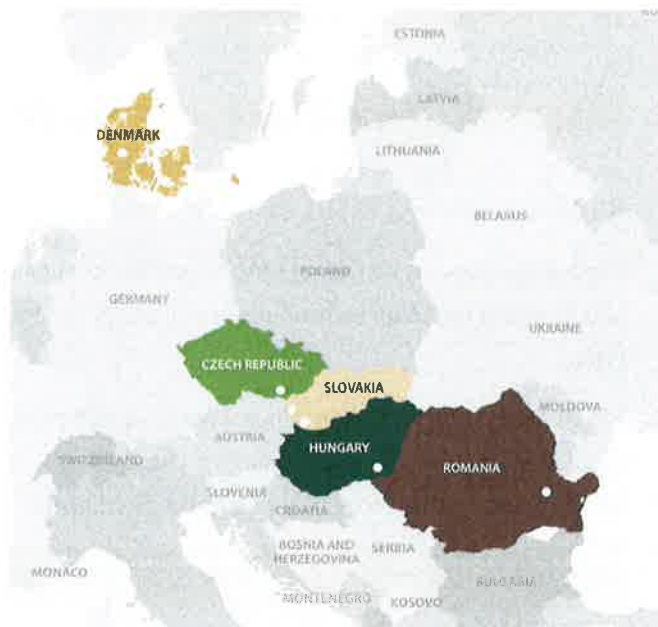 ESTONIA
LATVIA
DENMARK
LITHUANIA
BELARUS
POLAND
GERMANY
UKRAINE
CZECH REPUBLIC
SLOVAKIA
MOLDOVA
AUSTRIA
HUNGARY
ROMANIA
SWITZERLAND
SLOVENIA
CROATIA
BOSNIA AND
HERZEGOVINA
SERBIA
MONACO
BULGARIA
MONTENEGRO
KOSOVO